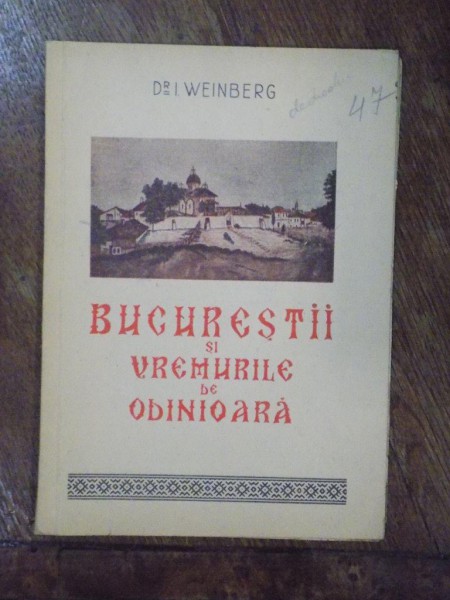 DR I. WEINBERG
47
BUCUREȘTII
ȘI
VREMURILE
DE
ODINIOARĂ